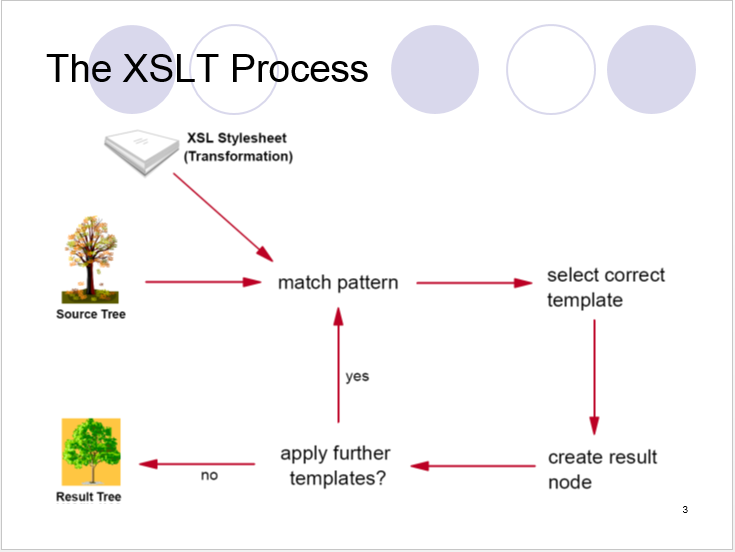 The XSLT Process
XSL Stylesheet
(Transformation)
Source Tree
match pattern
select correct
template
yes
Result Tree
no
apply further
templates?
create result
node
3